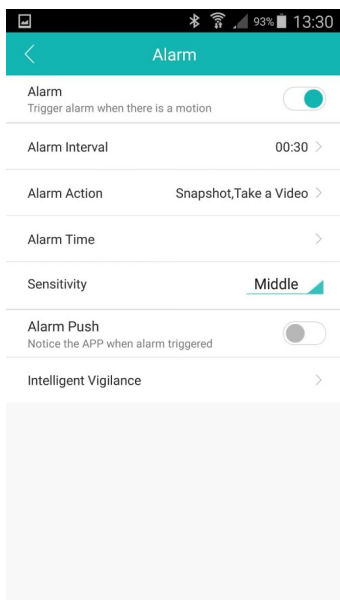 93% 13:30
Alarm
Alarm
Trigger alarm when there is a motion
Alarm Interval 00:30
Alarm Action Snapshot,Take a Video
Alarm Time
Sensitivity Middle
Alarm Push
Notice the APP when alarm triggered
Intelligent Vigilance